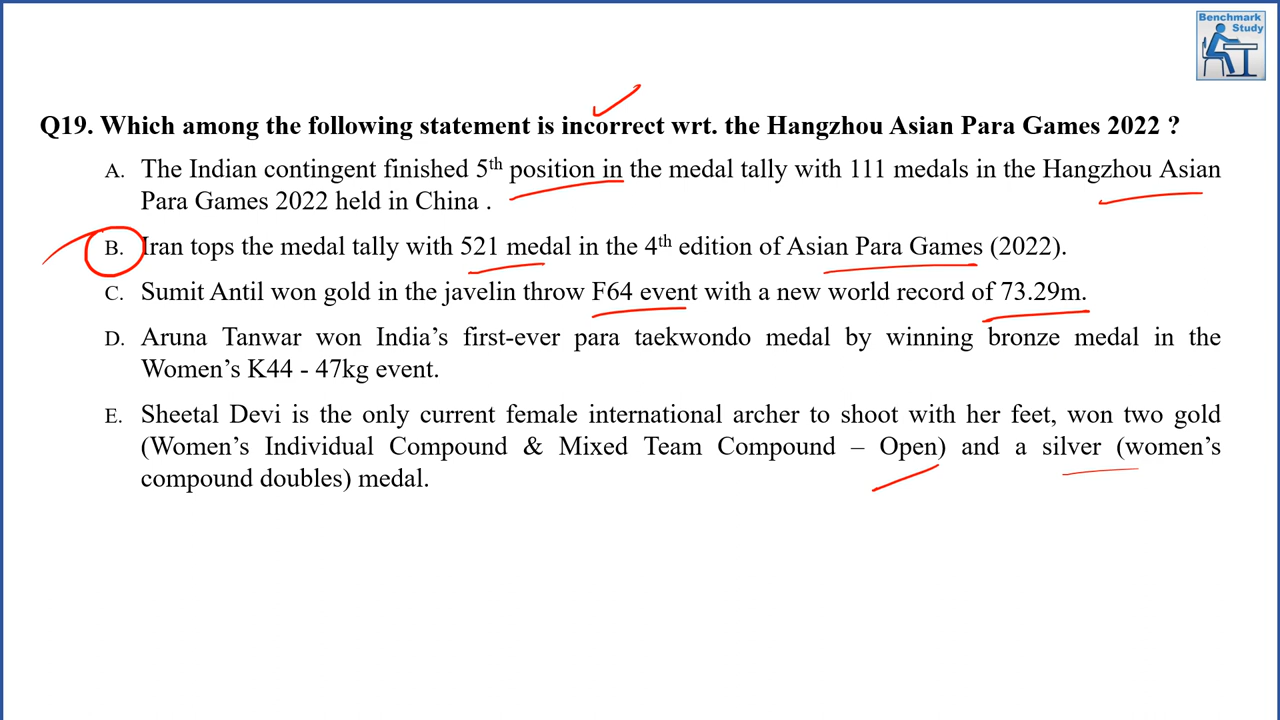 Benchmark
Study
Q19. Which among the following statement is incorrect wrt. the Hangzhou Asian Para Games 2022 ?
A. The Indian contingent finished 5th position in the medal tally with 111 medals in the Hangzhou Asian
Para Games 2022 held in China .
B. Iran tops the medal tally with 521 medal in the 4th edition of Asian Para Games (2022).
C. Sumit Antil won gold in the javelin throw F64 event with a new world record of 73.29m.
D. Aruna Tanwar won India’s first-ever para taekwondo medal by winning bronze medal in the
Women’s K44 - 47kg event.
E. Sheetal Devi is the only current female international archer to shoot with her feet, won two gold
(Women’s Individual Compound & Mixed Team Compound – Open) and a silver (women’s
compound doubles) medal.